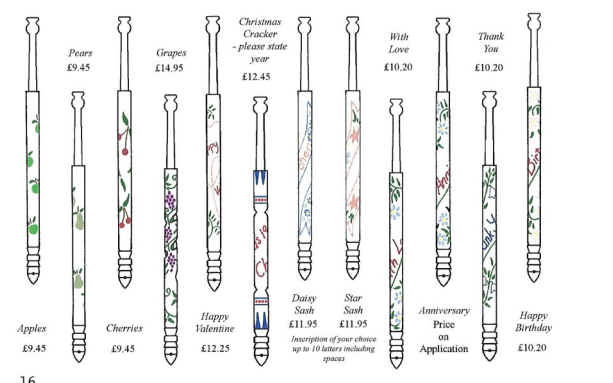 Pears
£9.45
Grapes
£14.95
Christmas
Cracker
- please state
year
£12.45
With
Love
£10.20
Thank
You
£10.20
Apples
£9.45
Cherries
£9.45
Happy
Valentine
£12.25
Daisy
Sash
£11.95
Star
Sash
£11.95
Inscription of your choice
up to 10 letters including
spaces
Anniversary
Price
on
Application
Happy
Birthday
£10.20
16